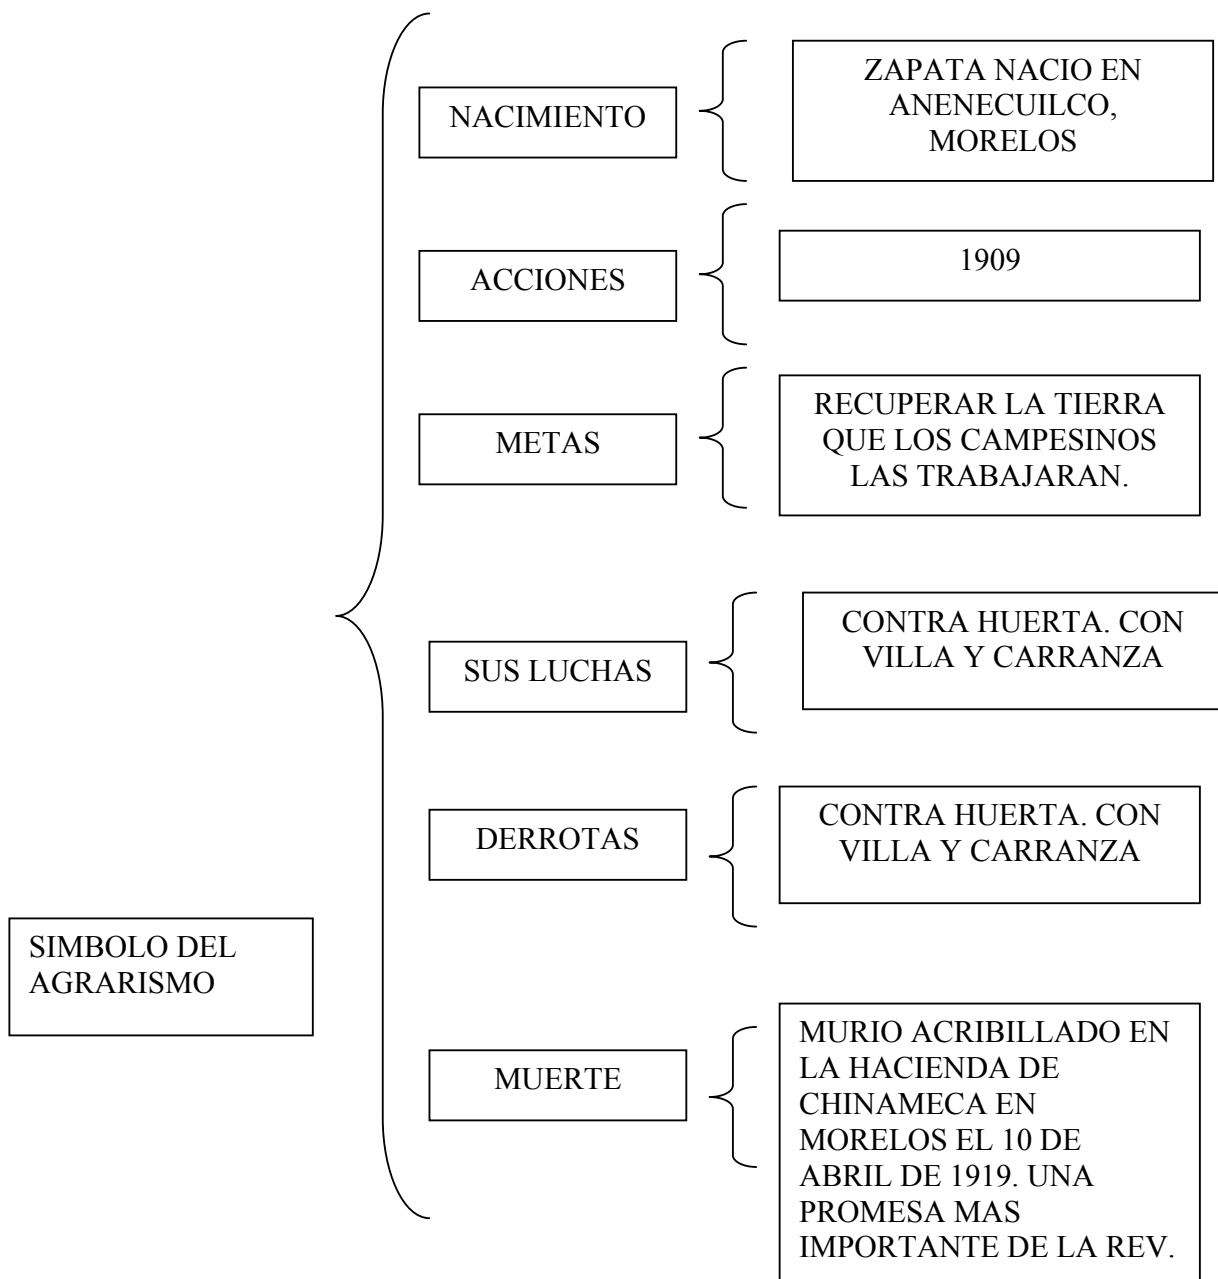 NACIMIENTO
ZAPATA NACIO EN
ANENECUILCO,
MORELOS
ACCIONES
1909
METAS
RECUPERAR LA TIERRA
QUE LOS CAMPESINOS
LAS TRABAJARAN.
SUS LUCHAS
CONTRA HUERTA. CON
VILLA Y CARRANZA
DERROTAS
CONTRA HUERTA. CON
VILLA Y CARRANZA
SIMBOLO DEL
AGRARISMO
MUERTE
MURIO ACRIBILLADO EN
LA HACIENDA DE
CHINAMECA EN
MORELOS EL 10 DE
ABRIL DE 1919. UNA
PROMESA MAS
IMPORTANTE DE LA REV.